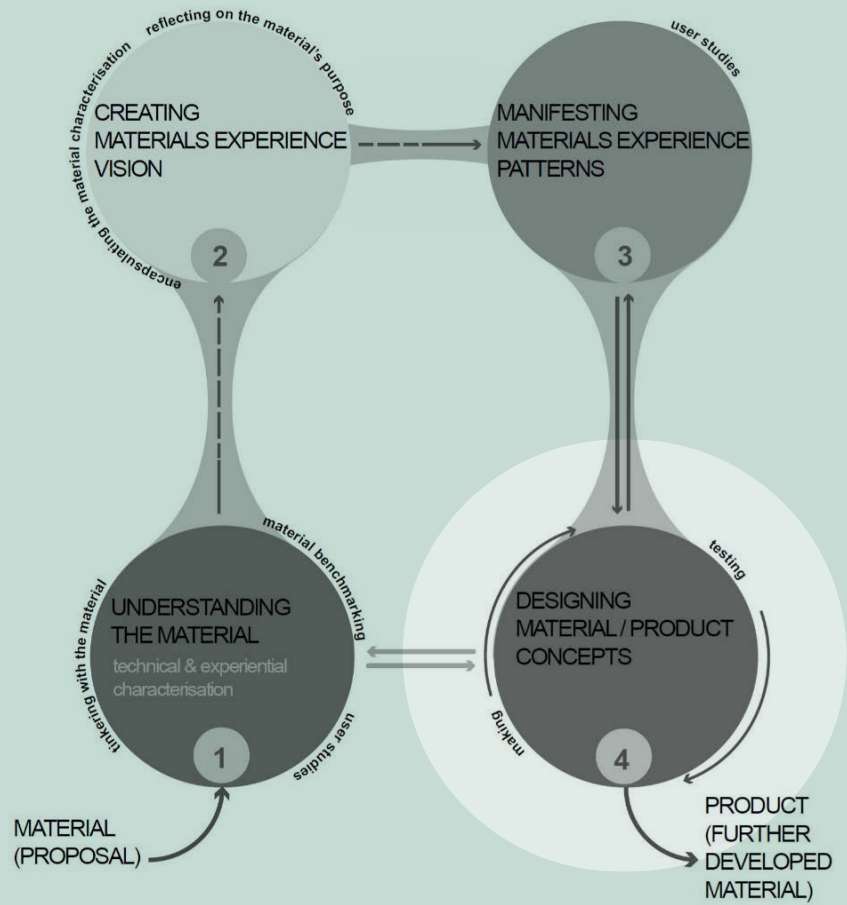 reflecting on the material's purpose
encapsulating the material characterisation
CREATING
MATERIALS EXPERIENCE
VISION
2
user studies
MANIFESTING
MATERIALS EXPERIENCE
PATTERNS
3
tinkering with the material
material benchmarking
user studies
UNDERSTANDING
THE MATERIAL
technical & experiential
characterisation
1
MATERIAL
(PROPOSAL)
testing
making
DESIGNING
MATERIAL / PRODUCT
CONCEPTS
4
PRODUCT
(FURTHER
DEVELOPED
MATERIAL)